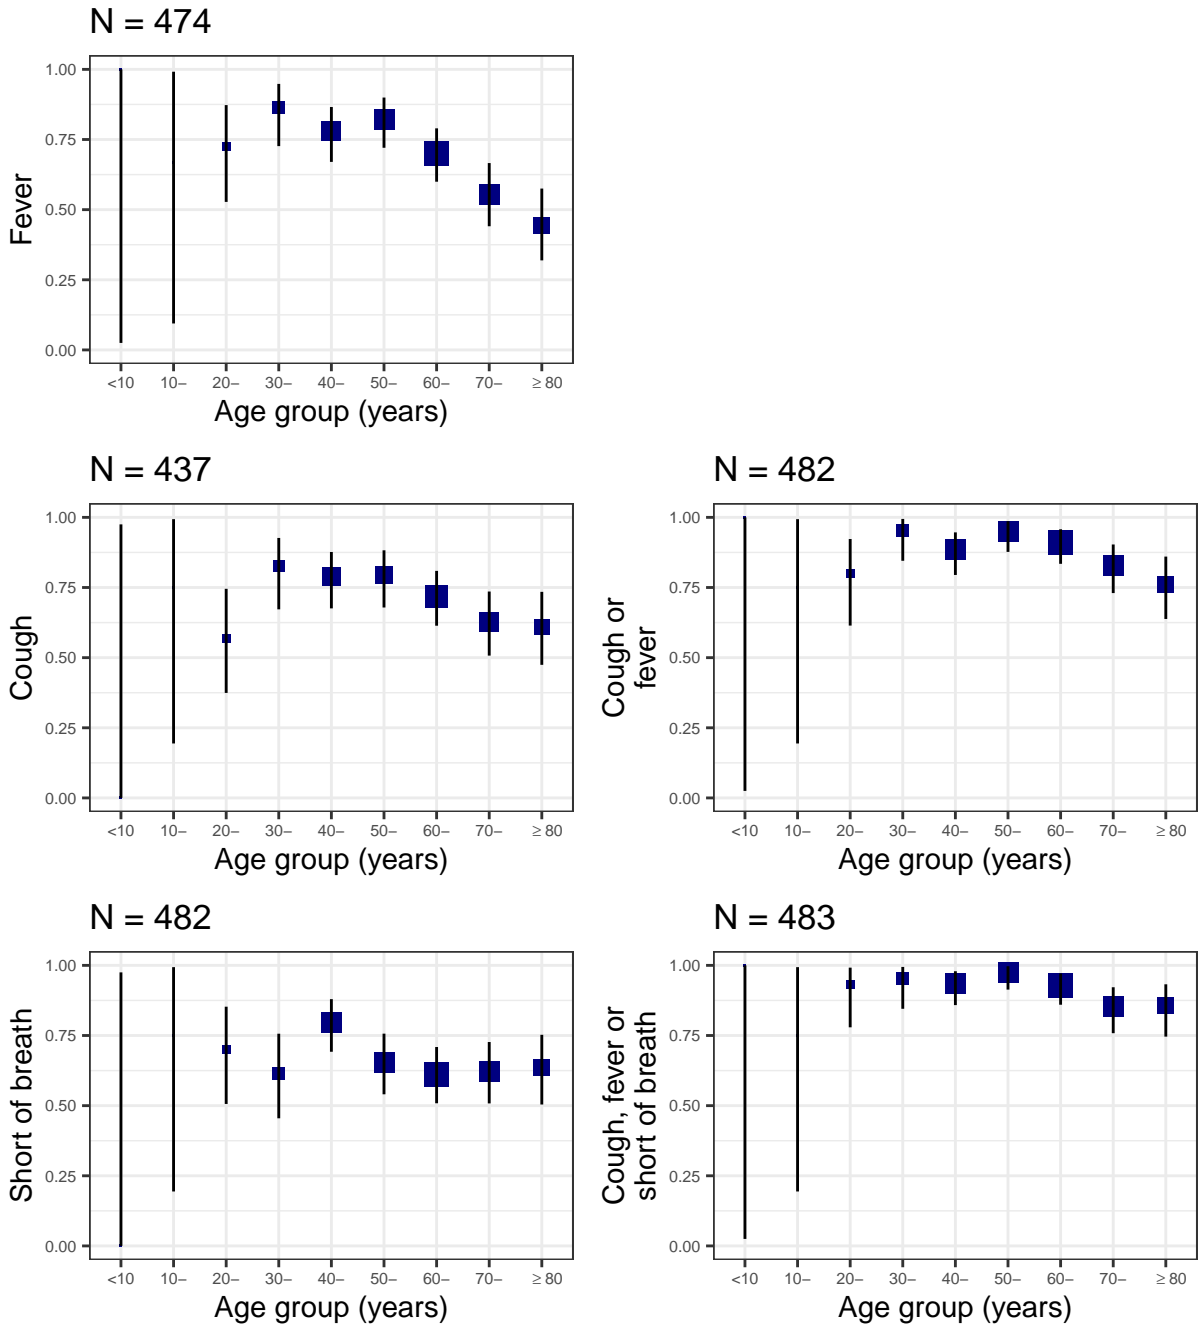 N = 474
Fever
1.00
0.75
0.50
0.25
0.00
<10 10− 20− 30− 40− 50− 60− 70− ≥ 80
Age group (years)
N = 437
Cough
1.00
0.75
0.50
0.25
0.00
<10 10− 20− 30− 40− 50− 60− 70− ≥ 80
Age group (years)
N = 482
Cough or
fever
1.00
0.75
0.50
0.25
0.00
<10 10− 20− 30− 40− 50− 60− 70− ≥ 80
Age group (years)
N = 482
Short of breath
1.00
0.75
0.50
0.25
0.00
<10 10− 20− 30− 40− 50− 60− 70− ≥ 80
Age group (years)
N = 483
Cough, fever or
short of breath
1.00
0.75
0.50
0.25
0.00
<10 10− 20− 30− 40− 50− 60− 70− ≥ 80
Age group (years)